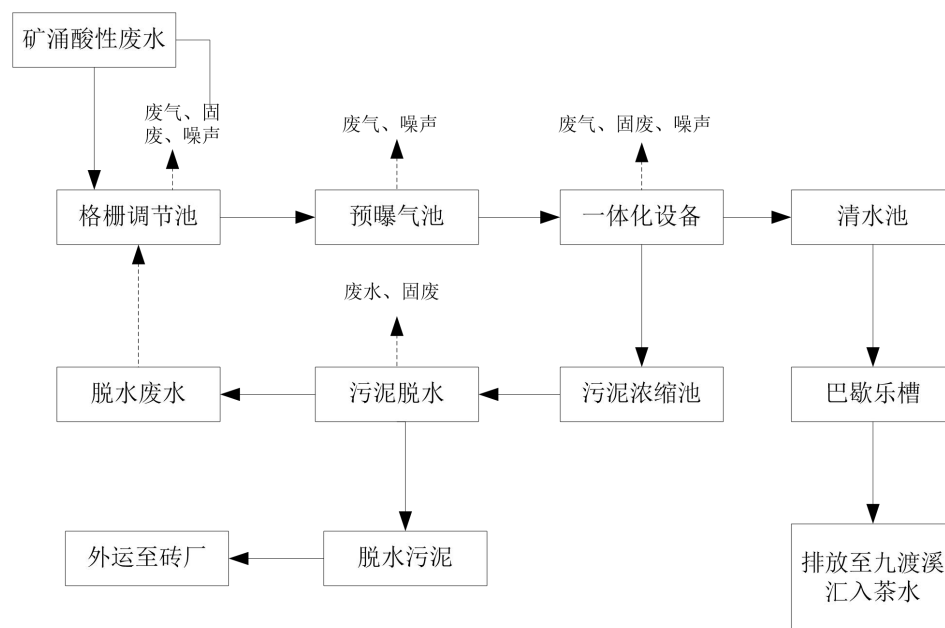 矿涌酸性废水
废气、固
废、噪声
废气、噪声
废气、固废、噪声
格栅调节池
预曝气池
一体化设备
清水池
废水、固废
脱水废水
污泥脱水
污泥浓缩池
巴歇乐槽
外运至砖厂
脱水污泥
排放至九渡溪
汇入茶水